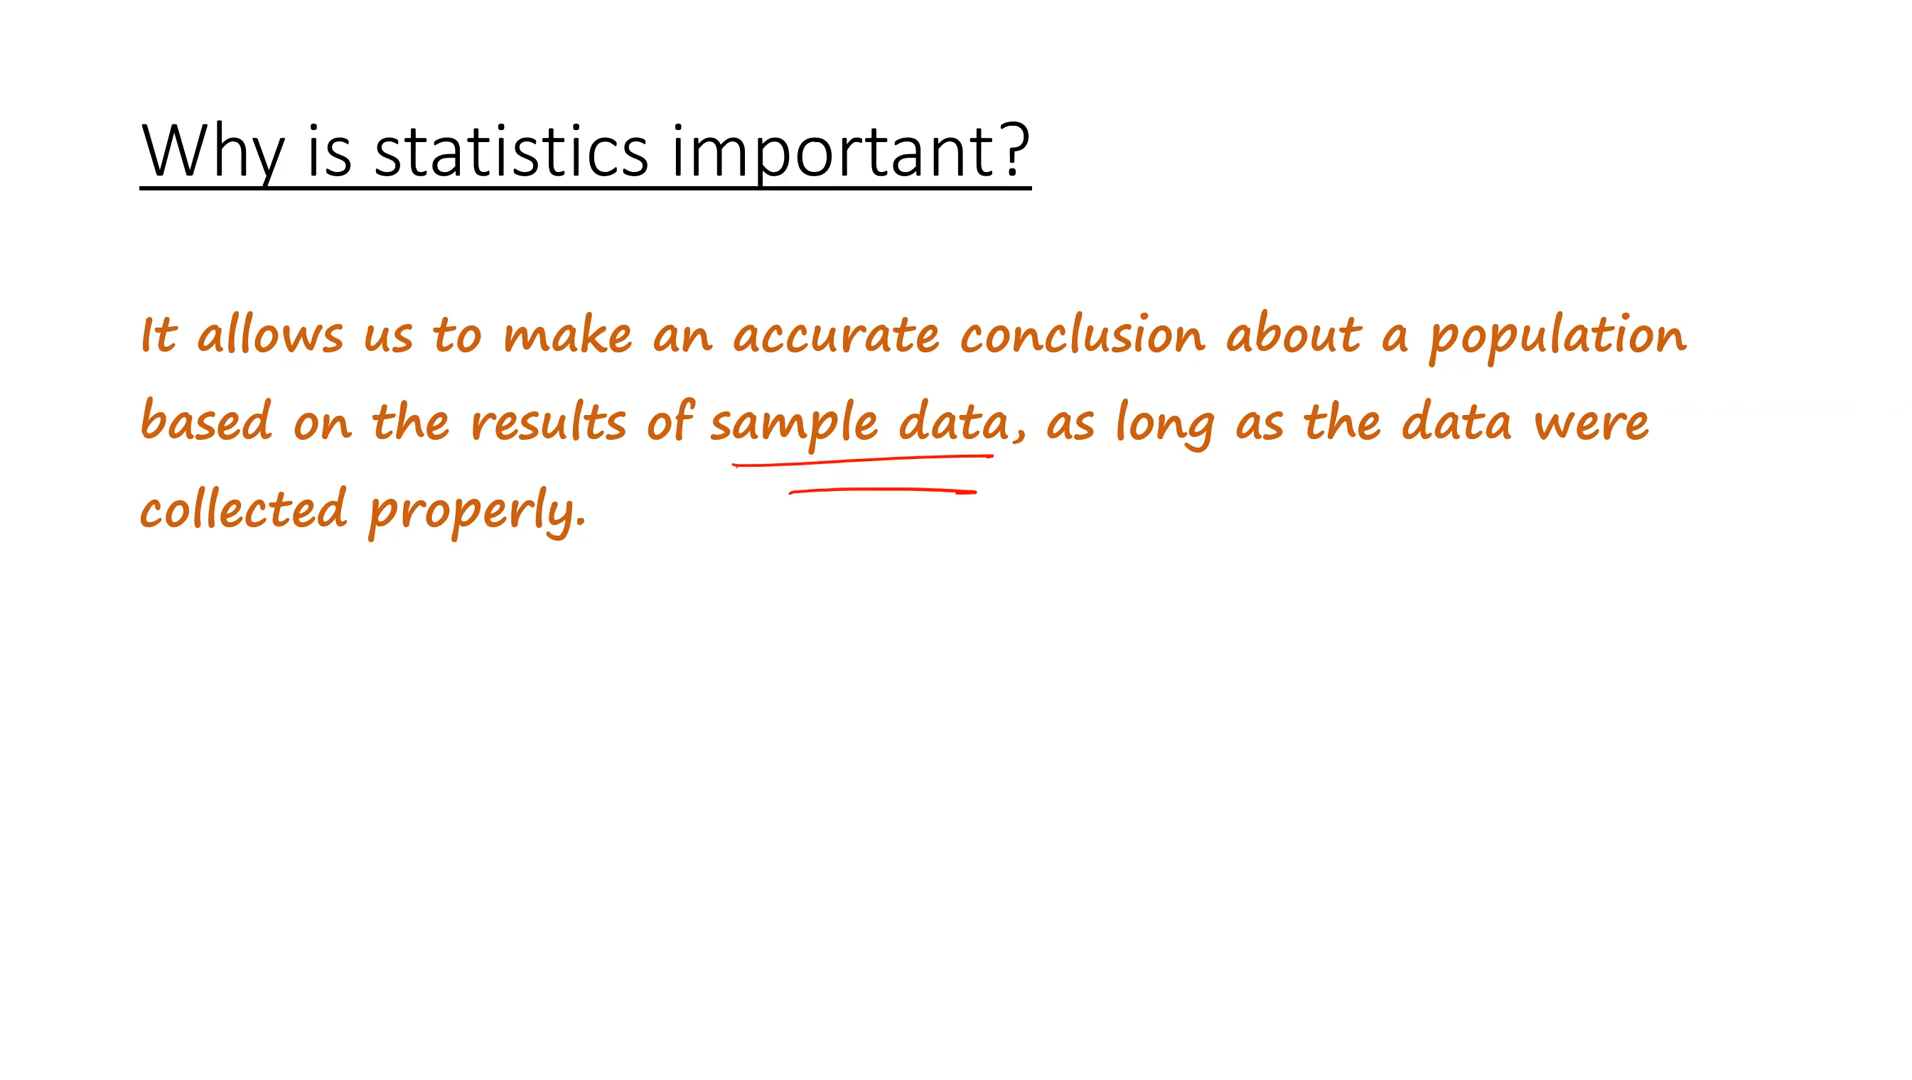 Why is statistics important?
It allows us to make an accurate conclusion about a population
based on the results of sample data, as long as the data were
collected properly.